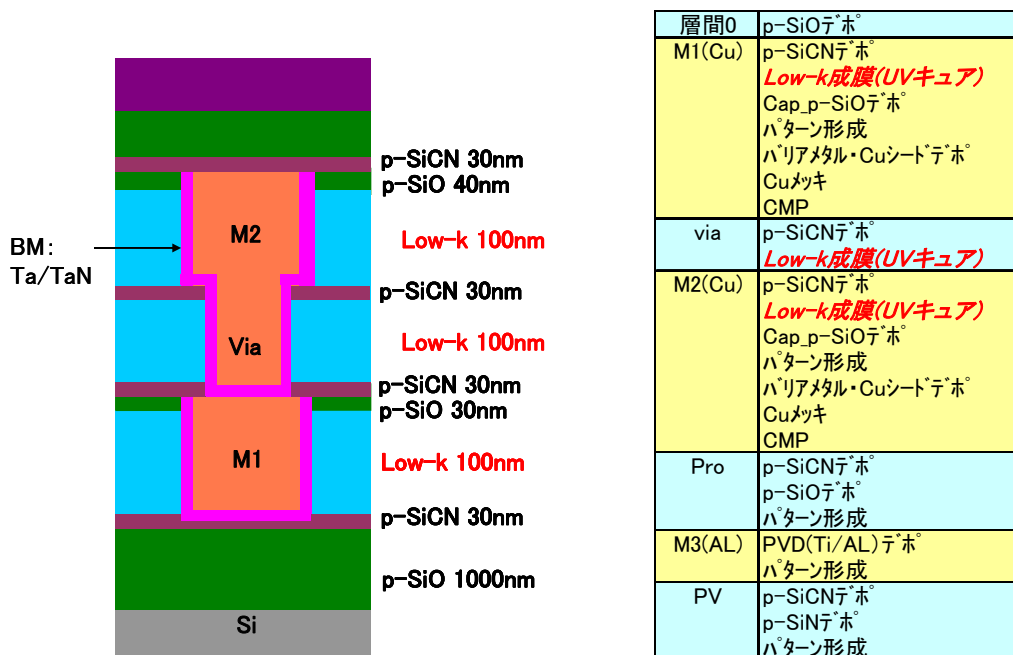 p-SiCN 30nm
p-SiO 40nm
M2
Low-k 100nm
BM:
Ta/TaN
p-SiCN 30nm
Via
Low-k 100nm
p-SiCN 30nm
p-SiO 30nm
M1
Low-k 100nm
p-SiCN 30nm
p-SiO 1000nm
Si
層間0 p-SiOデポ
M1(Cu) p-SiCNデポ
Low-k成膜(UVキュア)
Cap_p-SiOデポ
パターン形成
バリアメタル・Cuシードデポ
Cuメッキ
CMP
via p-SiCNデポ
Low-k成膜(UVキュア)
M2(Cu) p-SiCNデポ
Low-k成膜(UVキュア)
Cap_p-SiOデポ
パターン形成
バリアメタル・Cuシードデポ
Cuメッキ
CMP
Pro p-SiCNデポ
p-SiOデポ
パターン形成
M3(AL) PVD(Ti/AL)デポ
パターン形成
PV p-SiCNデポ
p-SiNデポ
パターン形成